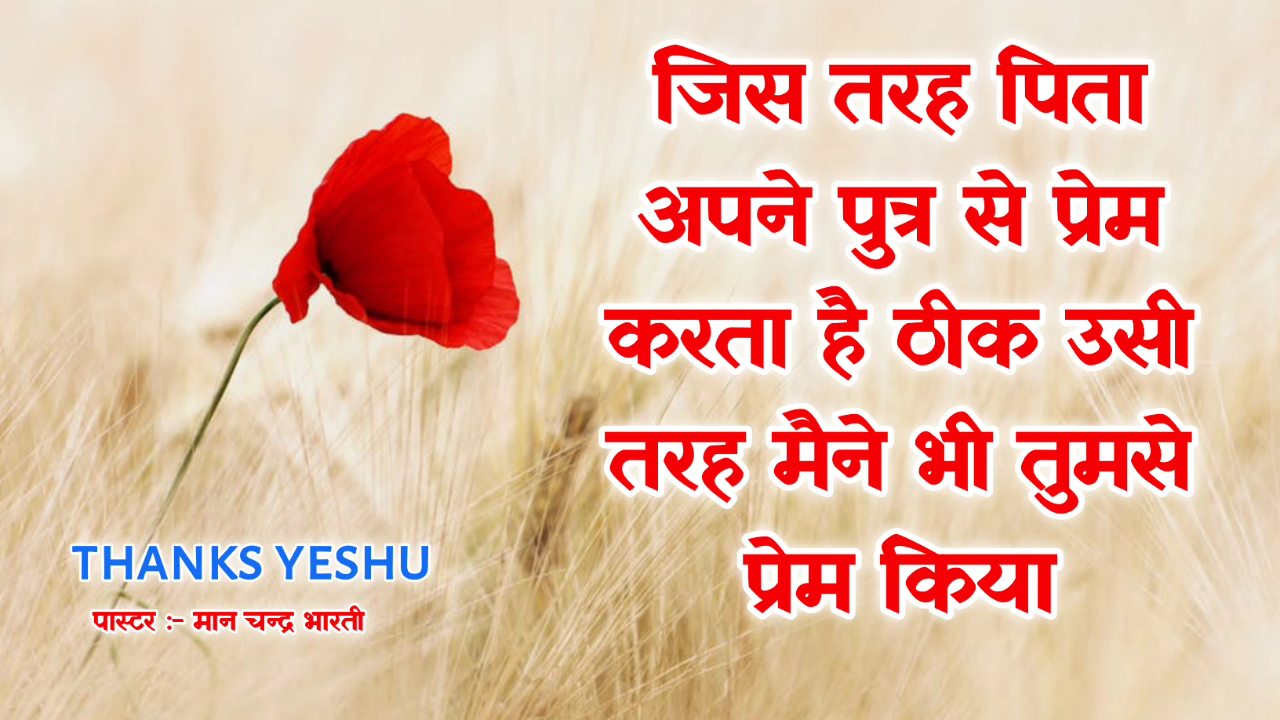 जिस तरह पिता
अपने पुत्र से प्रेम
करता है ठीक उसी
तरह मैने भी तुमसे
प्रेम किया
THANKS YESHU
पास्टर :- मान चन्द्र भारती